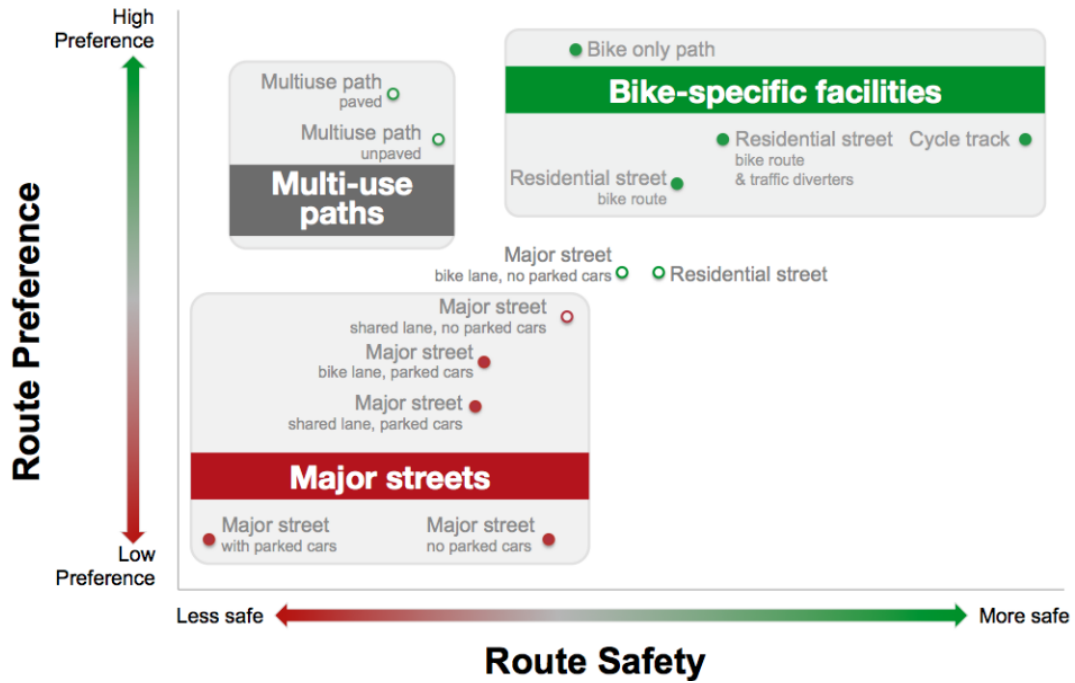 High
Preference
Bike only path
Bike-specific facilities
Multiuse path
paved
Multiuse path
unpaved
Multi-use
paths
Residential street
bike route
& traffic diverters
Cycle track
Residential street
bike route
Major street
bike lane, no parked cars
Residential street
Major street
shared lane, no parked cars
Major street
bike lane, parked cars
Major street
shared lane, parked cars
Major streets
Major street
with parked cars
Major street
no parked cars
Route Preference
Low
Preference
Less safe
More safe
Route Safety